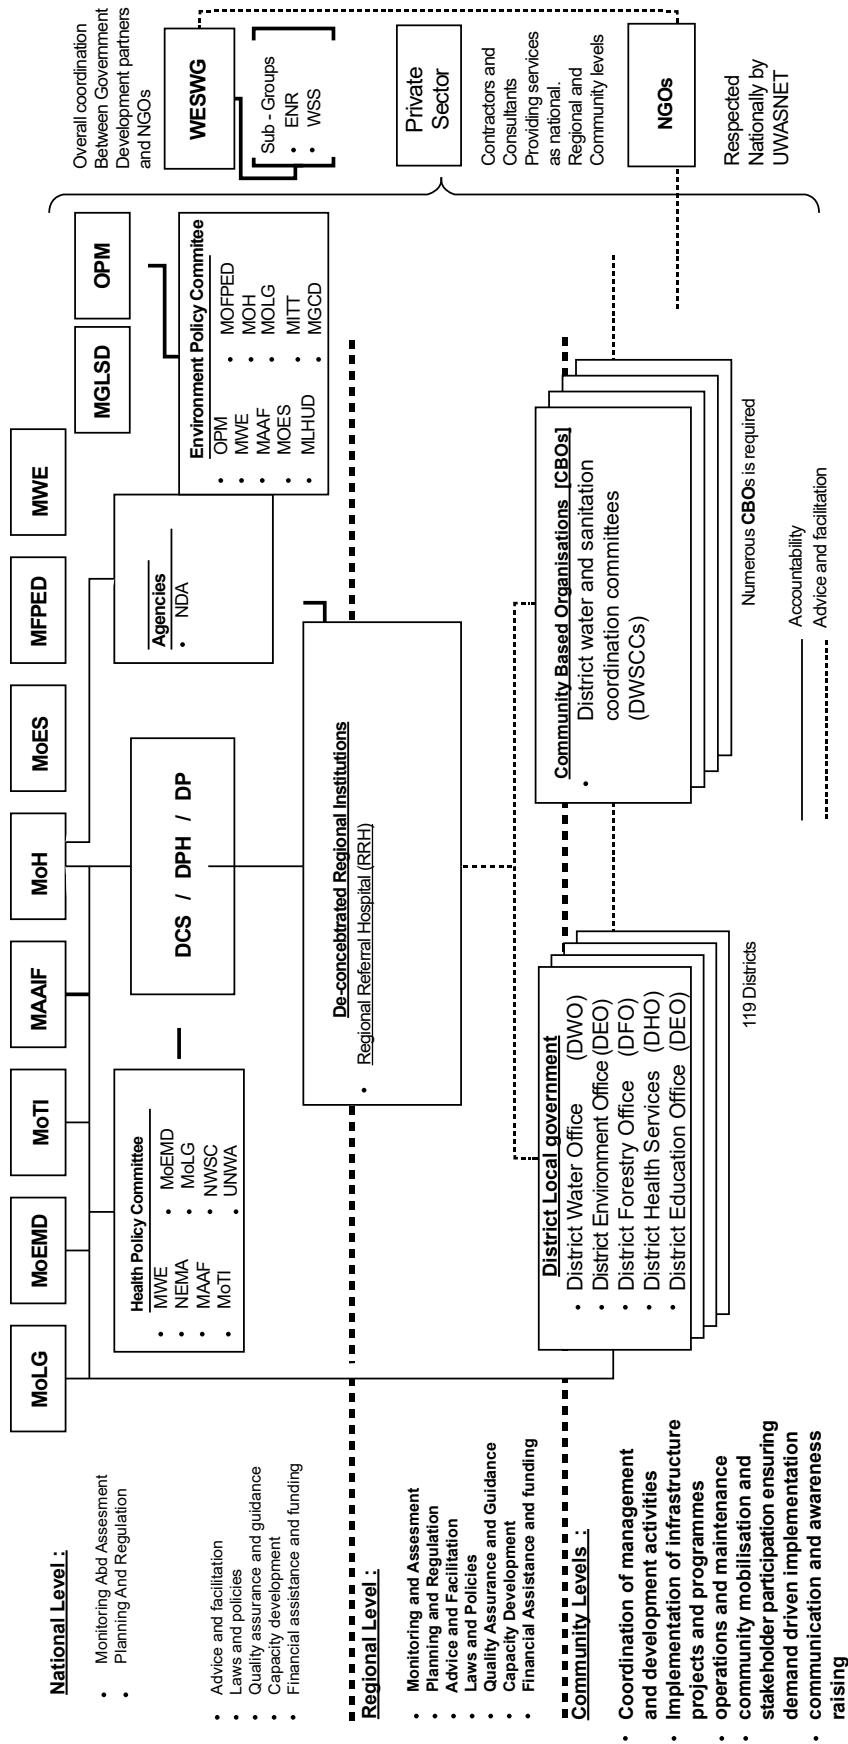 MoLG
MoEMD
MoTI
MAAIF
MoH
MoES
MFPED
MWE
MGLSD
OPM
Overall coordination
Between Government
Development partners
and NGOs
WESWG
Sub - Groups
• ENR
• WSS
Private
Sector
Contractors and
Consultants
Providing services
as national.
Regional and
Community levels
NGOs
Respected
Nationally by
UWASNET
National Level :
• Monitoring Abd Assesment
• Planning And Regulation
• Advice and facilitation
• Laws and policies
• Quality assurance and guidance
• Capacity development
• Financial assistance and funding
Health Policy Committee
• MWE
• NEMA
• MAAF
• MoTI
• MoEMD
• MoLG
• NWSC
• UNWA
DCS / DPH / DP
Agencies
• NDA
Environment Policy Commitee
• OPM
• MWE
• MAAF
• MOES
• MLHUD
• MOFPED
• MOH
• MOLG
• MITT
• MGCD
Regional Level :
• Monitoring and Assesment
• Planning and Regulation
• Advice and Facilitation
• Laws and Policies
• Quality Assurance and Guidance
• Capacity Development
• Financial Assistance and funding
De-concebtrated Regional Institutions
• Regional Referral Hospital (RRH)
Community Levels :
• Coordination of management
and development activities
• Implementation of infrastructure
projects and programmes
• operations and maintenance
• community mobilisation and
stakeholder participation ensuring
demand driven implementation
• communication and awareness
raising
District Local government
• District Water Office (DWO)
• District Environment Office (DEO)
• District Forestry Office (DFO)
• District Health Services (DHO)
• District Education Office (DEO)
119 Districts
Community Based Organisations [CBOs]
• District water and sanitation
coordination committees
(DWSCCs)
Numerous CBOs is required
Accountability
Advice and facilitation